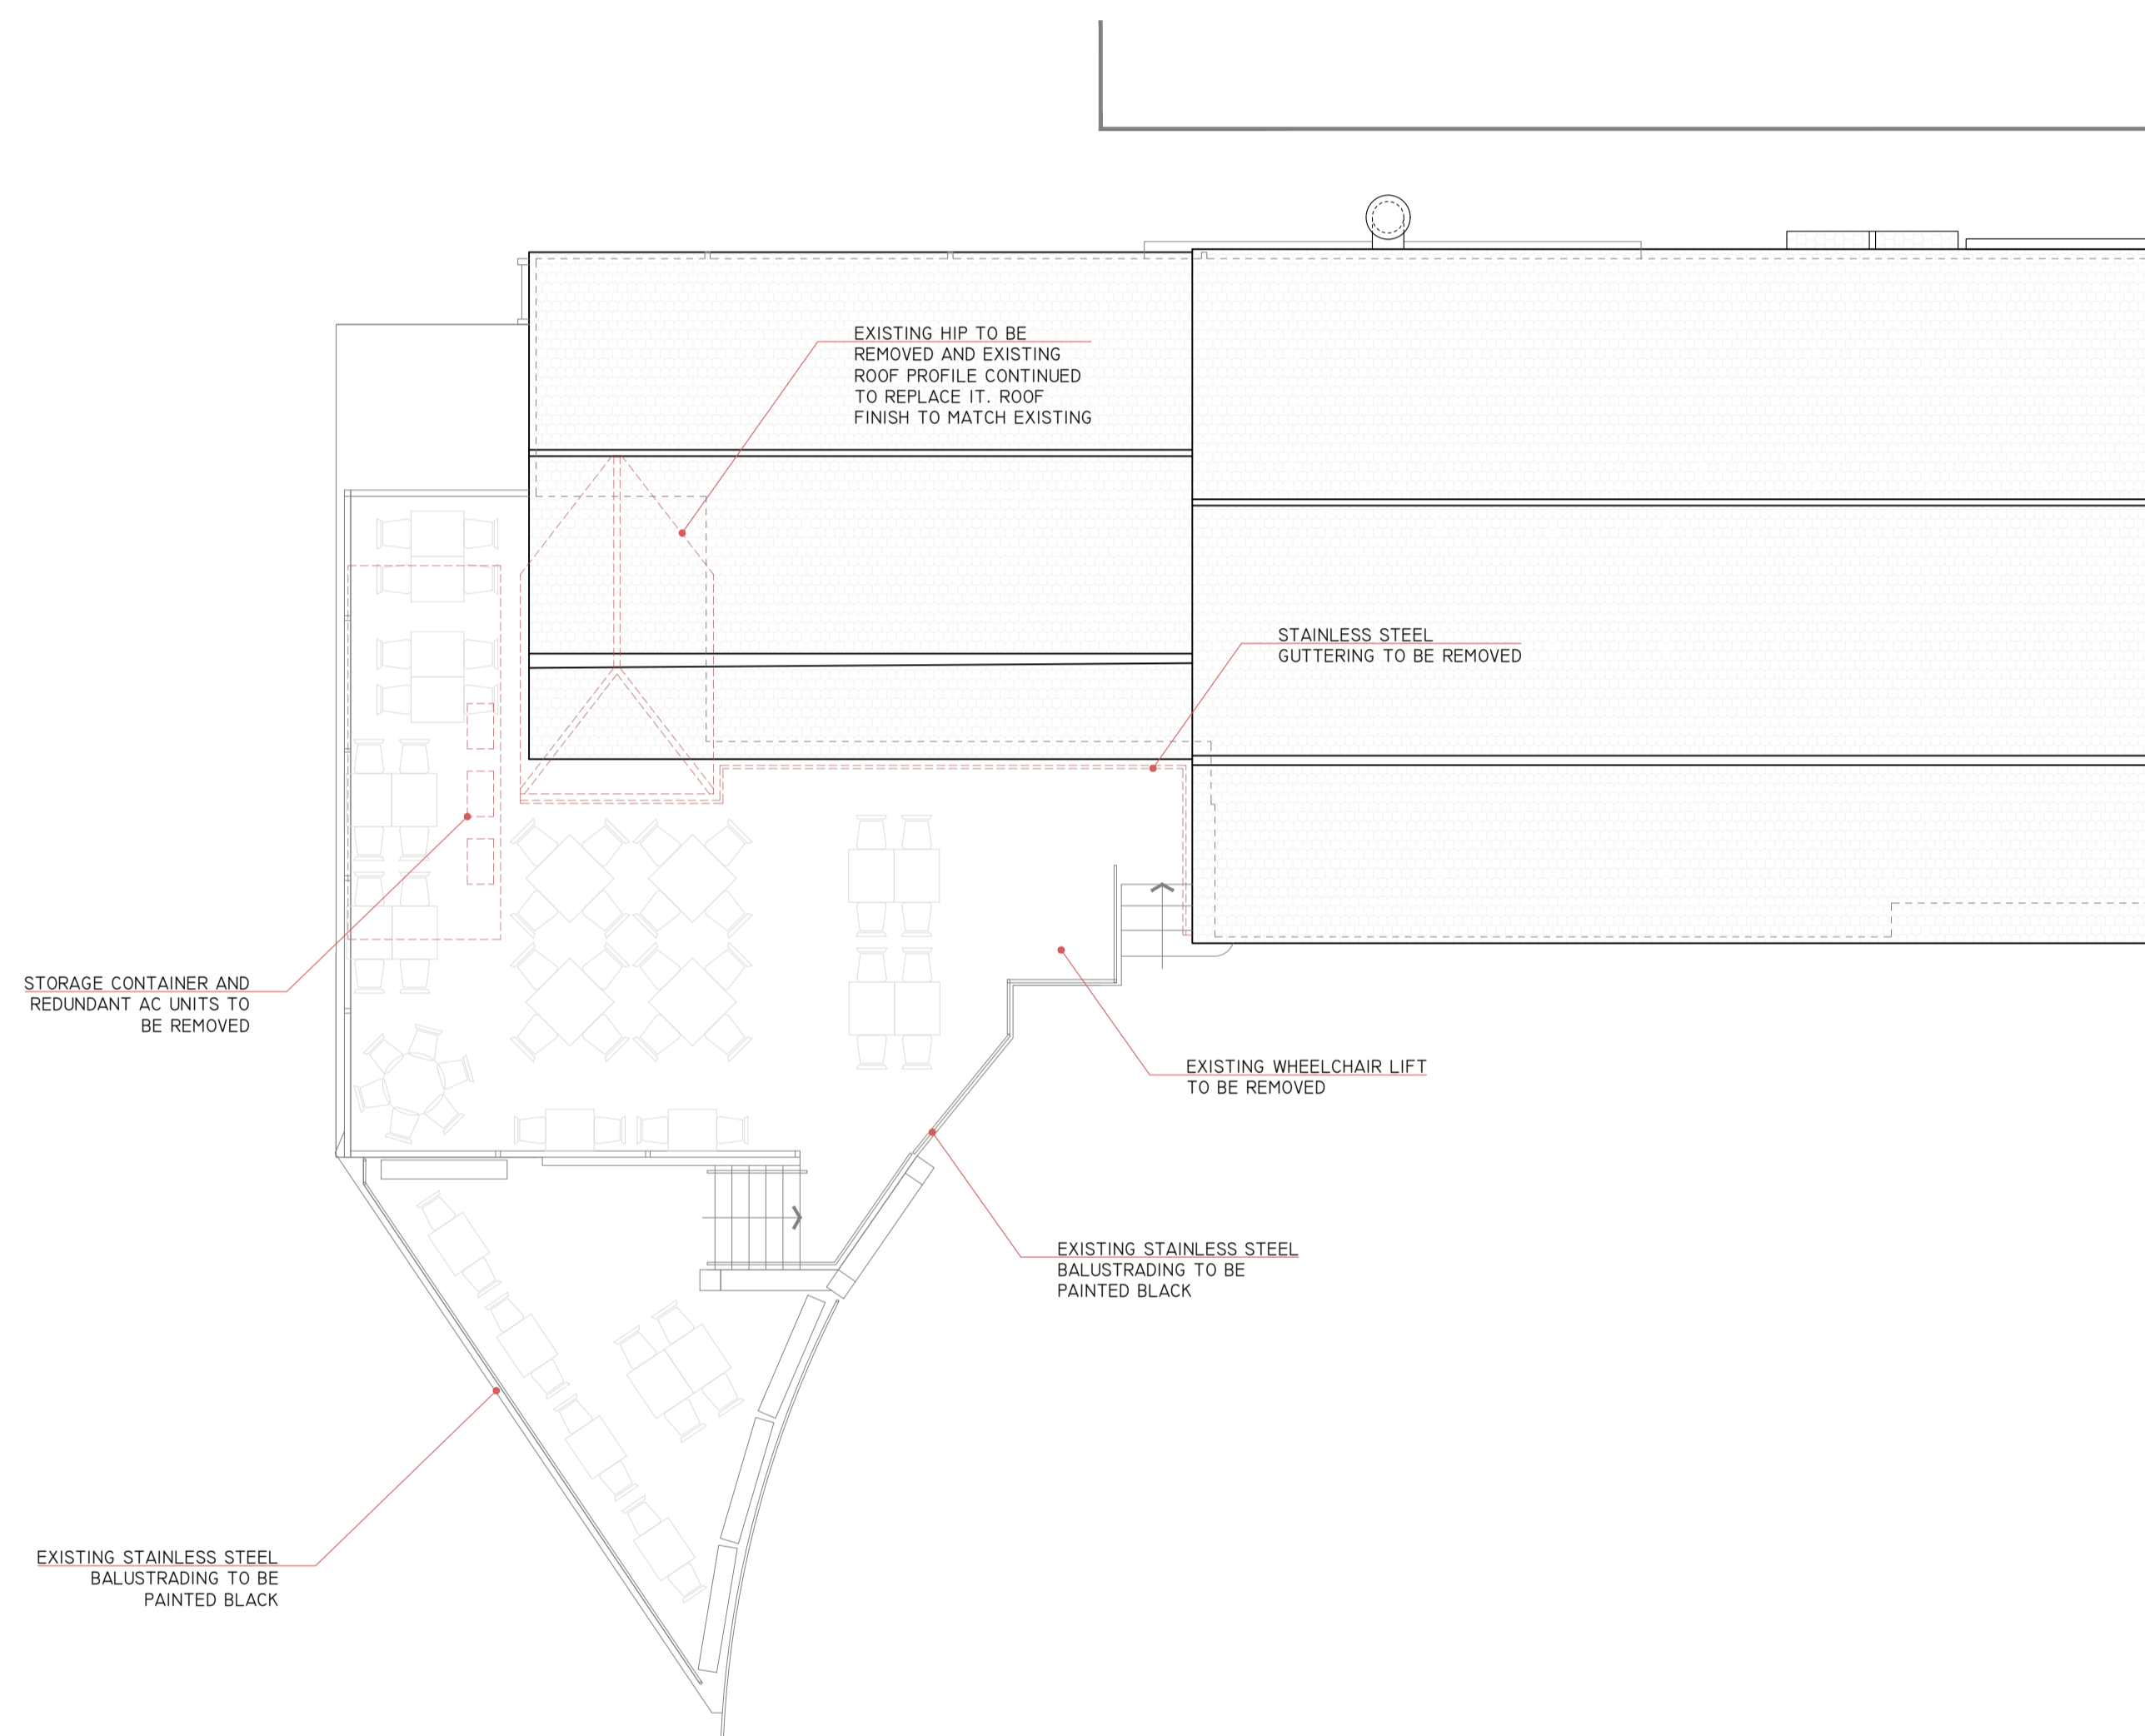 EXISTING HIP TO BE
REMOVED AND EXISTING
ROOF PROFILE CONTINUED
TO REPLACE IT. ROOF
FINISH TO MATCH EXISTING
STAINLESS STEEL
GUTTERING TO BE REMOVED
STORAGE CONTAINER AND
REDUNDANT AC UNITS TO
BE REMOVED
EXISTING WHEELCHAIR LIFT
TO BE REMOVED
EXISTING STAINLESS STEEL
BALUSTRADING TO BE
PAINTED BLACK
EXISTING STAINLESS STEEL
BALUSTRADING TO BE
PAINTED BLACK